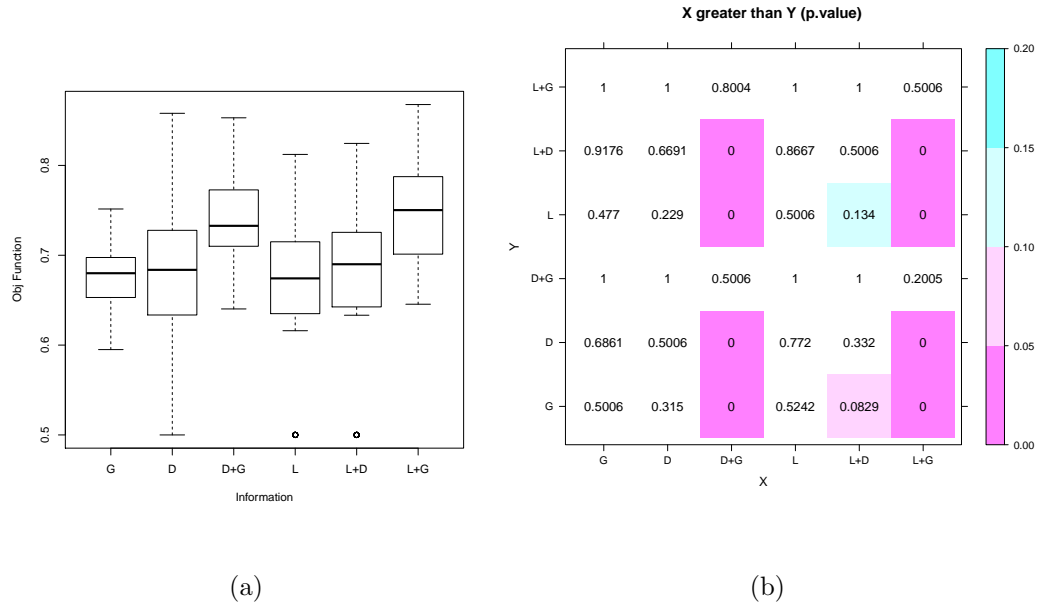 X greater than Y (p.value)
Obj Function
0.8
0.7
0.6
0.5
G D D+G L L+D L+G
Information
(a)
Y
L+G 1 1 0.8004 1 1 0.5006
L+D 0.9176 0.6691 0 0.8667 0.5006 0
L 0.477 0.229 0 0.5006 0.134 0
D+G 1 1 0.5006 1 1 0.2005
D 0.6861 0.5006 0 0.772 0.332 0
G 0.5006 0.315 0 0.5242 0.0829 0
G D D+G L L+D L+G
X
0.20
0.15
0.10
0.05
0.00
(b)